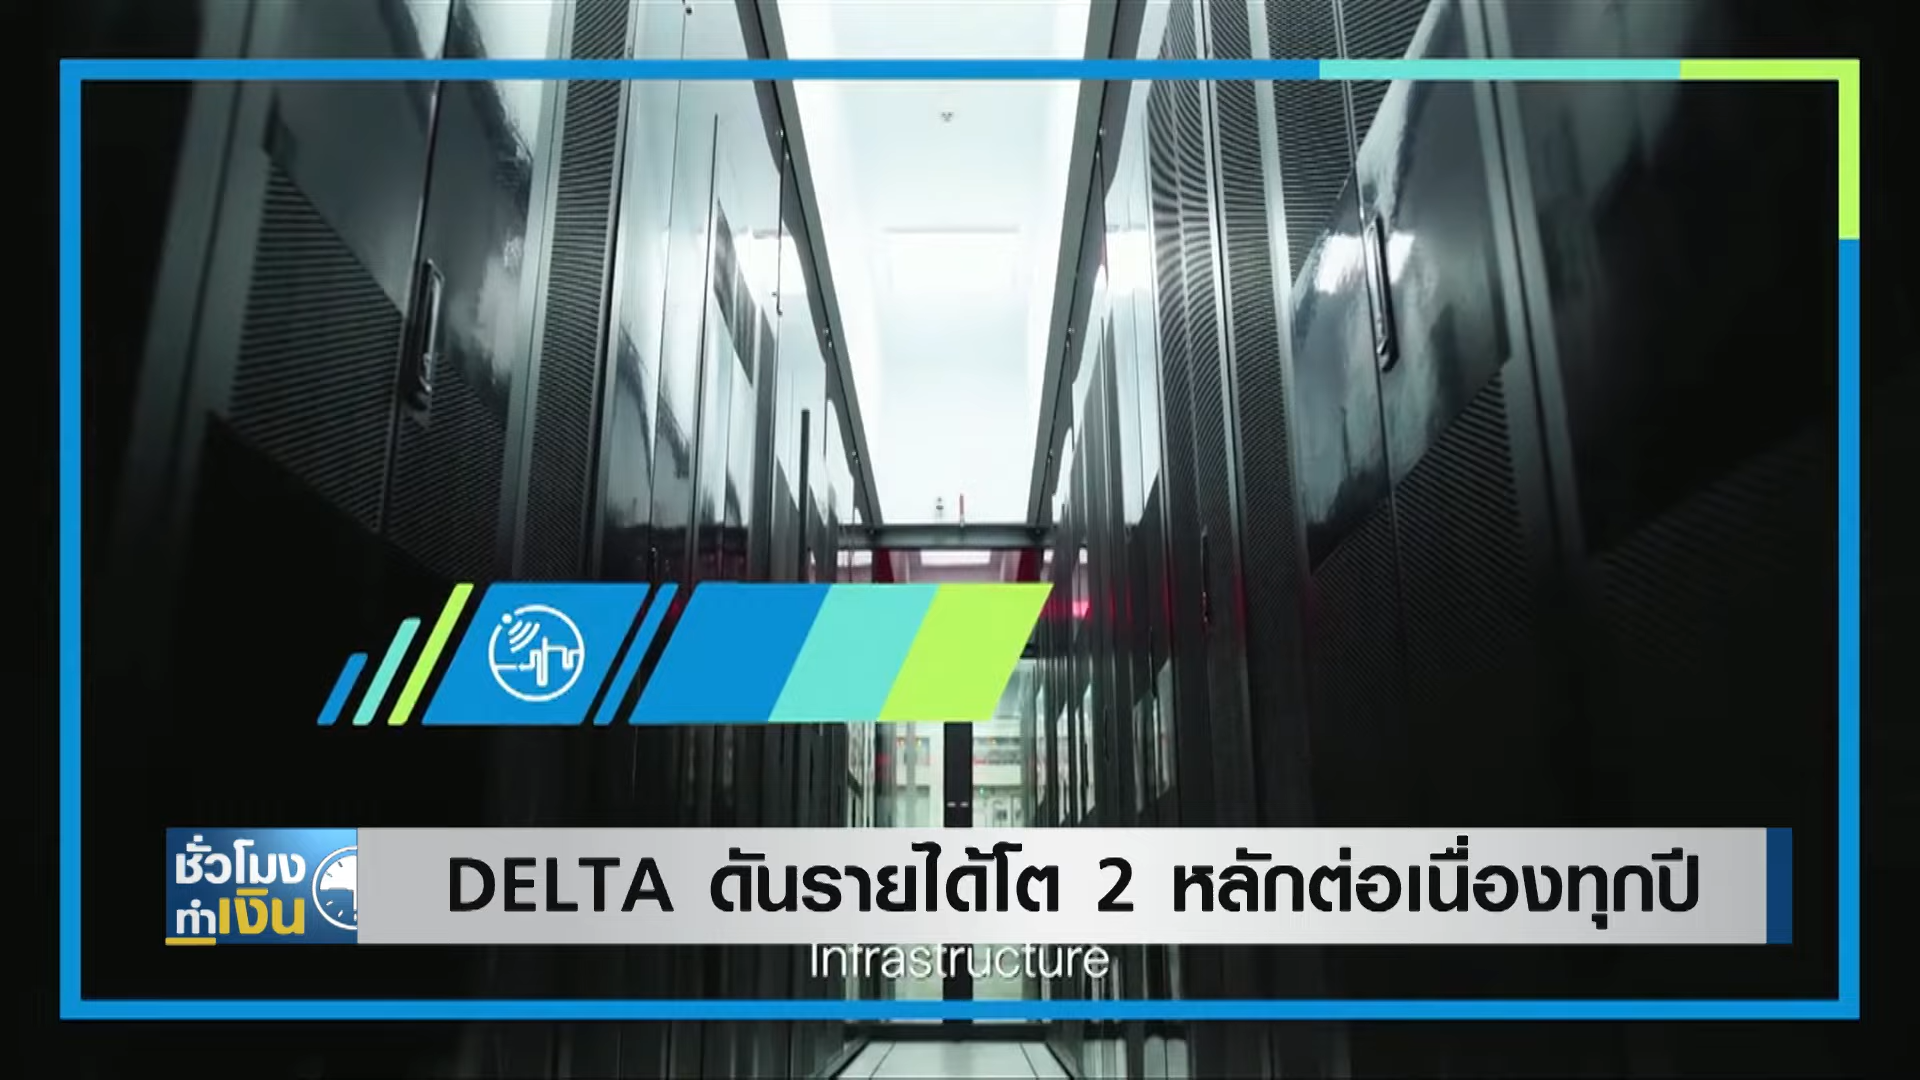 ชั่วโมง
ทำเงิน
DELTA ดันรายได้โต 2 หลักต่อเนื่องทุกปี
Infrastructure